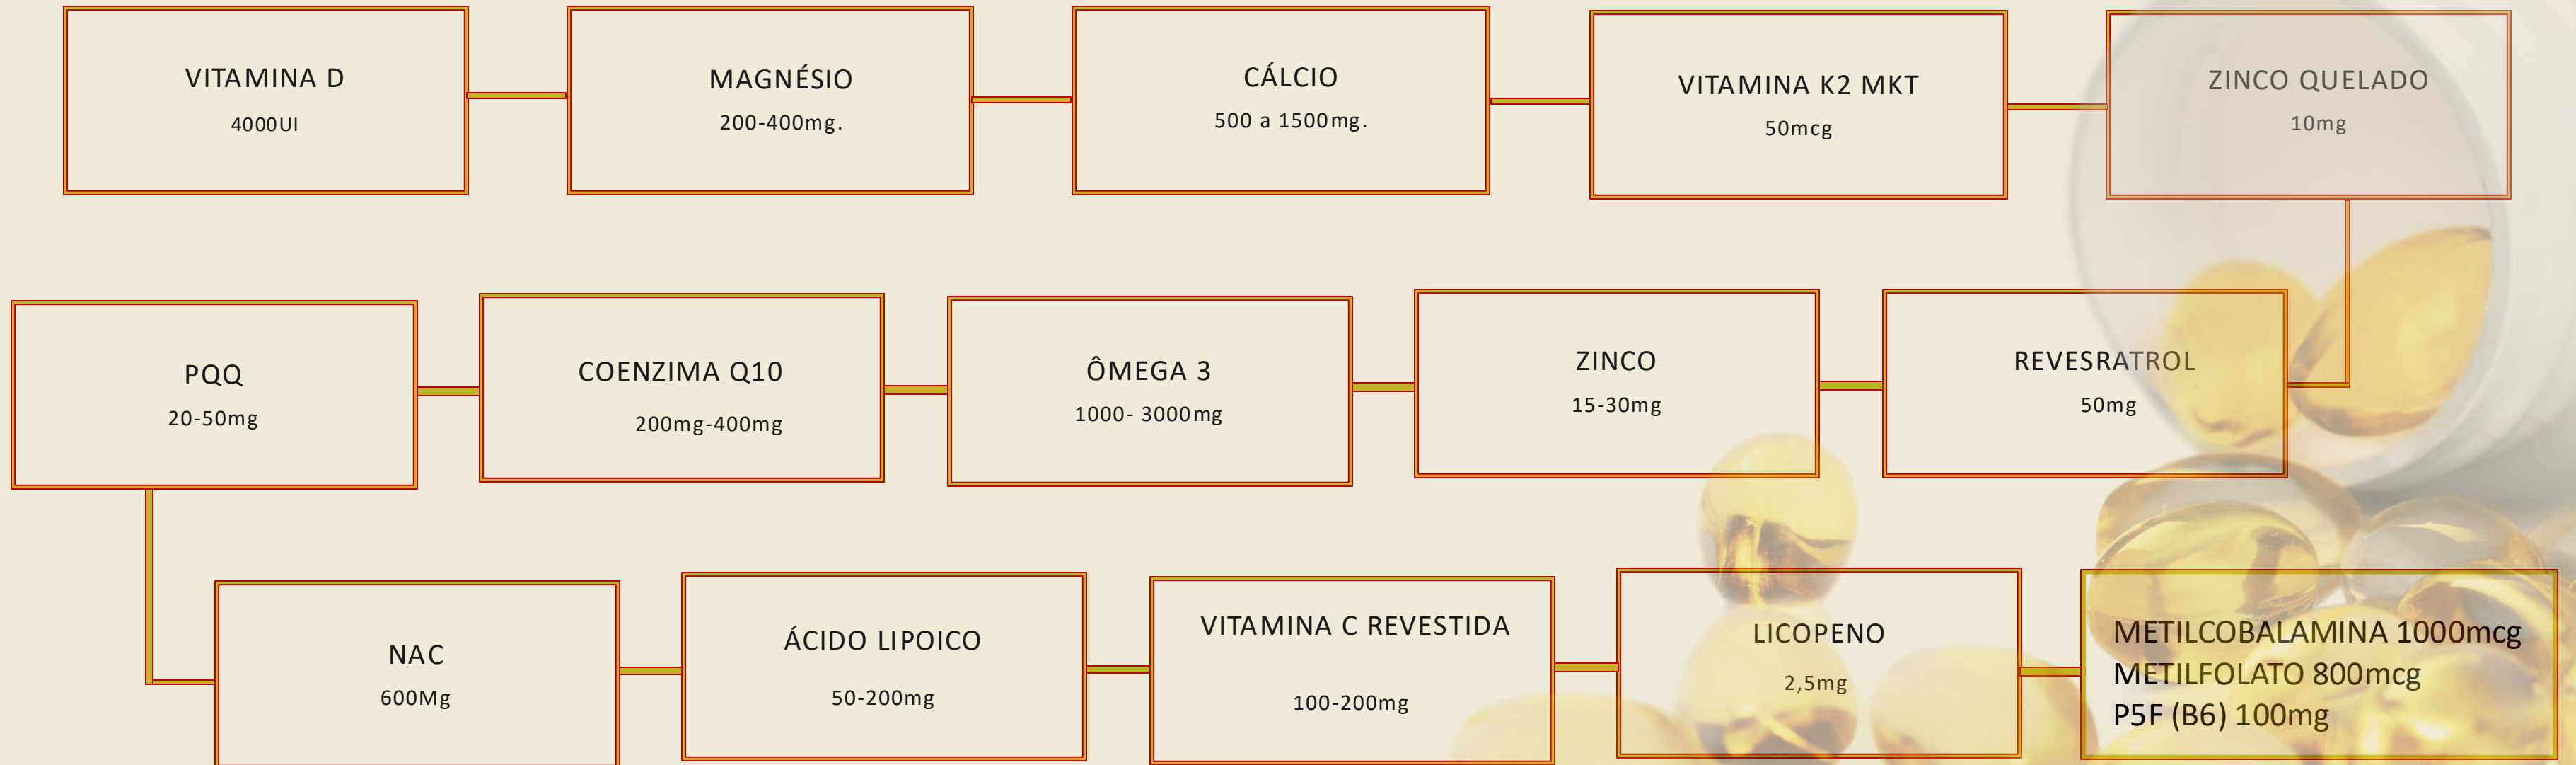 VITAMINA D
4000UI
MAGNÉSIO
200-400mg.
CÁLCIO
500 a 1500mg.
VITAMINA K2 MKT
50mcg
ZINCO QUELADO
10mg
PQQ
20-50mg
COENZIMA Q10
200mg-400mg
ÔMEGA 3
1000- 3000mg
ZINCO
15-30mg
REVESRATROL
50mg
NAC
600Mg
ÁCIDO LIPOICO
50-200mg
VITAMINA C REVESTIDA
100-200mg
LICOPENO
2,5mg
METILCOBALAMINA 1000mcg
METILFOLATO 800mcg
P5F (B6) 100mg